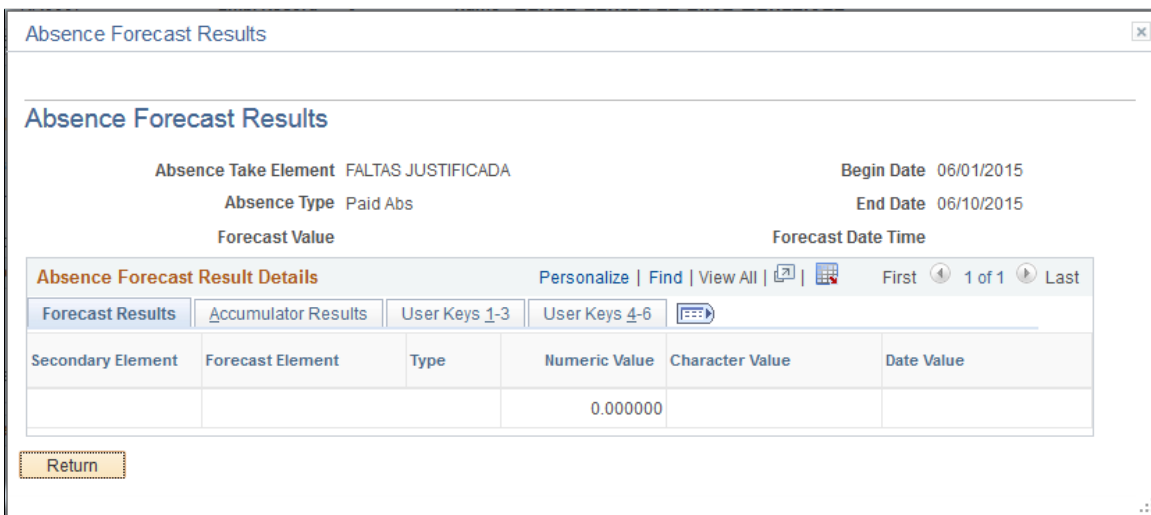 Absence Forecast Results
Absence Forecast Results
Absence Take Element FALTAS JUSTIFICADA Begin Date 06/01/2015
Absence Type Paid Abs End Date 06/10/2015
Forecast Value Forecast Date Time
Absence Forecast Result Details Personalize | Find | View All | | First 1 of 1 Last
Forecast Results Accumulator Results User Keys 1-3 User Keys 4-6
Secondary Element Forecast Element Type Numeric Value Character Value Date Value
0.000000
Return